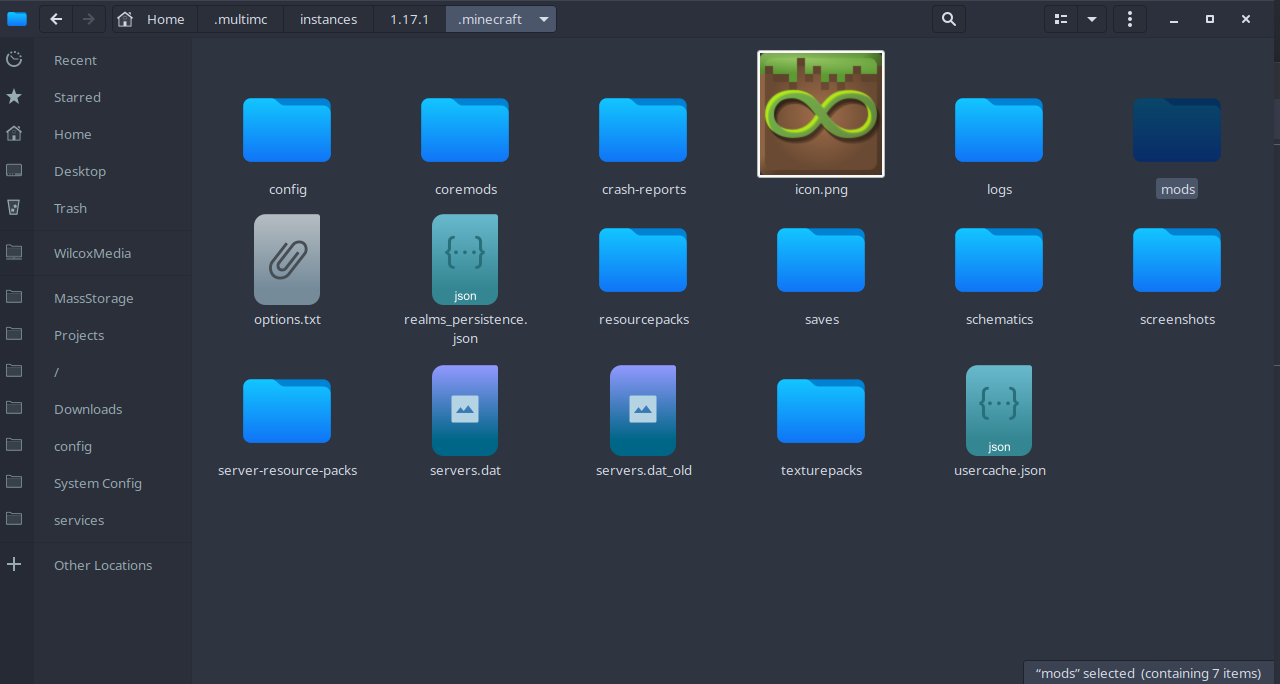 Home
.multimc
instances
1.17.1
.minecraft
Recent
Starred
Home
Desktop
Trash
WilcoxMedia
MassStorage
Projects
/
Downloads
config
System Config
services
Other Locations
config
coremods
crash-reports
icon.png
logs
mods
options.txt
json
realms_persistence.
json
resourcepacks
saves
schematics
screenshots
server-resource-packs
servers.dat
servers.dat_old
texturepacks
json
usercache.json
“mods” selected (containing 7 items)